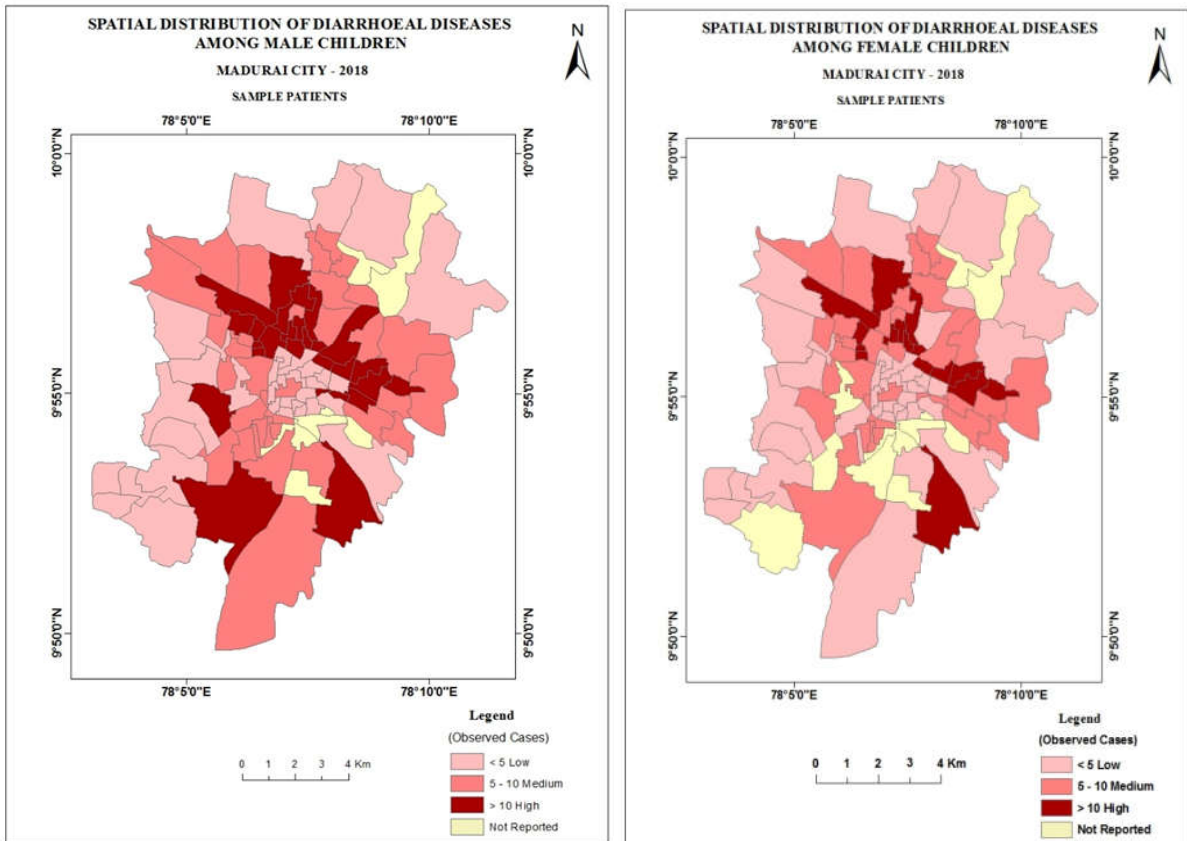 SPATIAL DISTRIBUTION OF DIARRHOEAL DISEASES
AMONG MALE CHILDREN
MADURAI CITY - 2018
SAMPLE PATIENTS
N
78°5'0"E
78°10'0"E
10°0'0"N
10°0'0"N
9°55'0"N
9°55'0"N
9°50'0"N
9°50'0"N
78°5'0"E
78°10'0"E
Legend
(Observed Cases)
< 5 Low
5 - 10 Medium
> 10 High
Not Reported
0 1 2 3 4 Km
SPATIAL DISTRIBUTION OF DIARRHOEAL DISEASES
AMONG FEMALE CHILDREN
MADURAI CITY - 2018
SAMPLE PATIENTS
N
78°5'0"E
78°10'0"E
10°0'0"N
10°0'0"N
9°55'0"N
9°55'0"N
9°50'0"N
9°50'0"N
78°5'0"E
78°10'0"E
Legend
(Observed Cases)
< 5 Low
5 - 10 Medium
> 10 High
Not Reported
0 1 2 3 4 Km